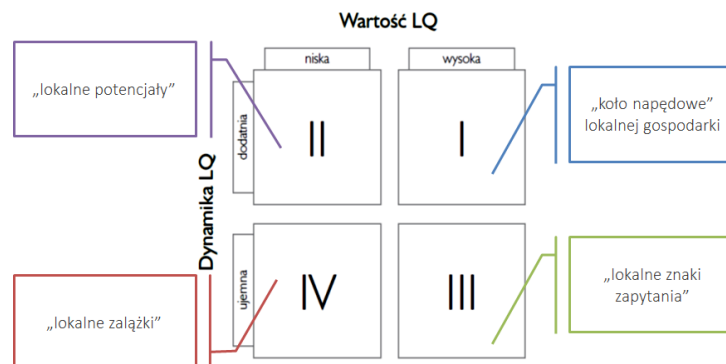 Wartość LQ
niska
wysoka
„lokalne potencjały”
dodatnia
II
I
„koło napędowe”
lokalnej gospodarki
Dynamika LQ
ujemna
IV
III
„lokalne zalążki”
„lokalne znaki
zapytania”